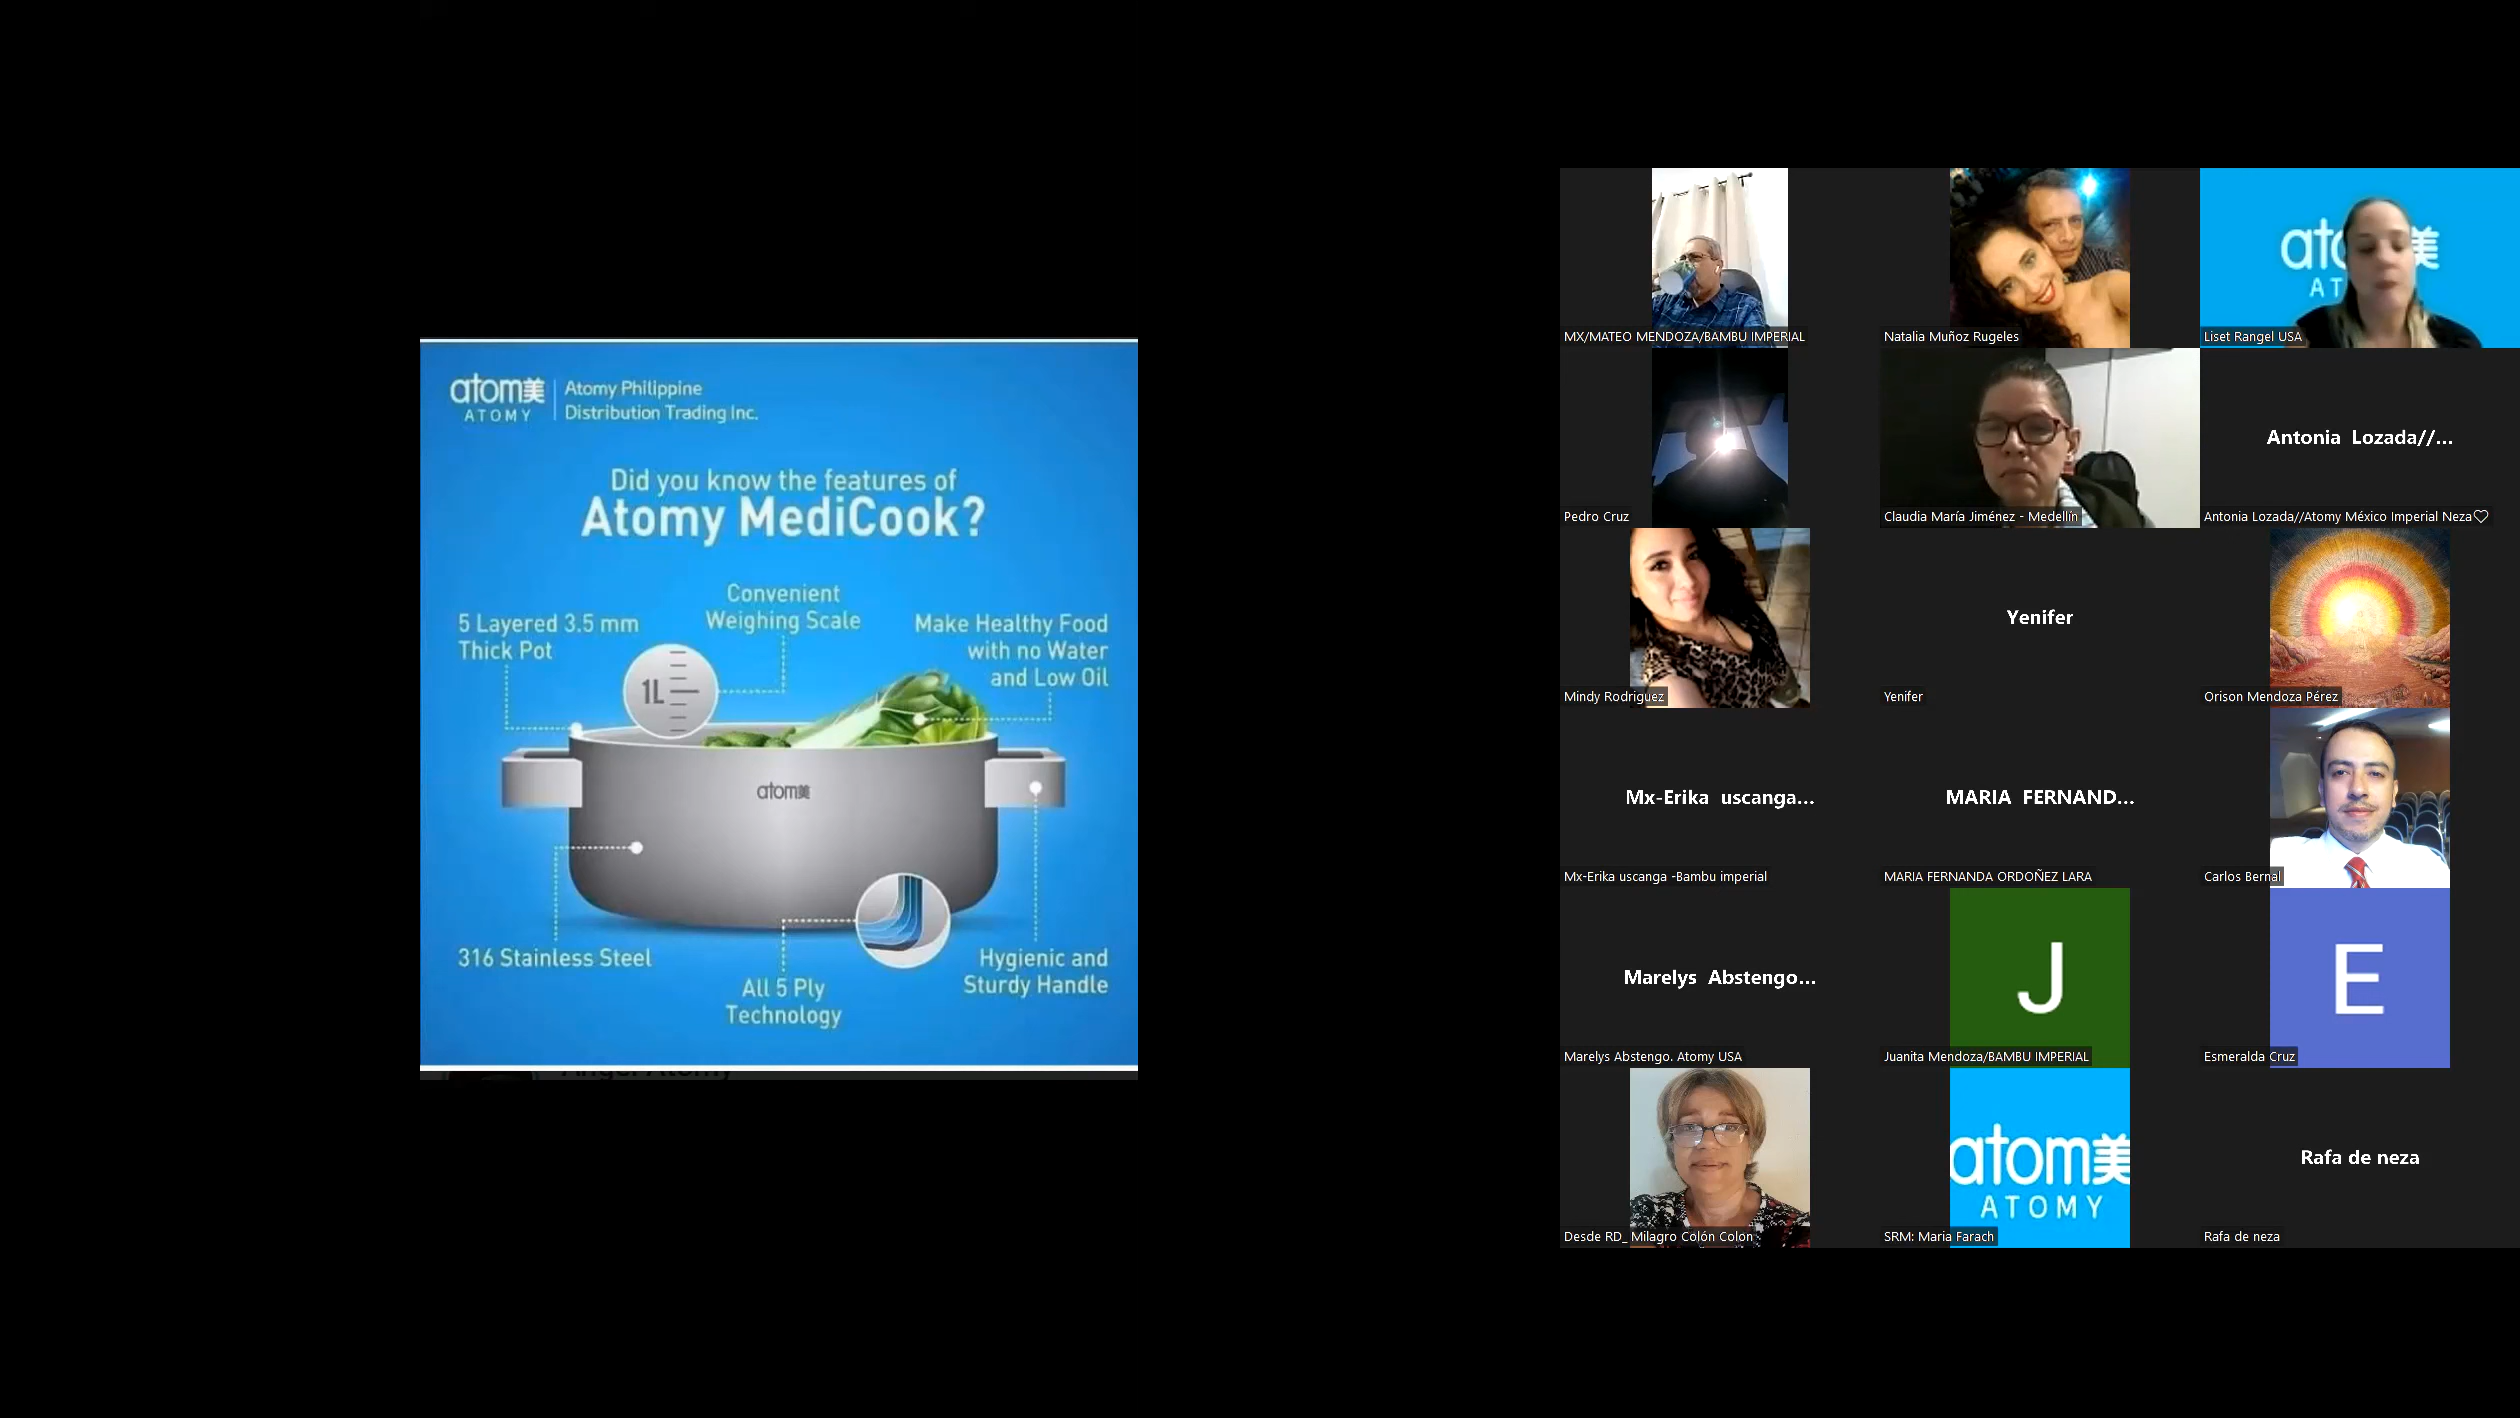 atom美
ATOMY
Atomy Philippine
Distribution Trading Inc.
Did you know the features of
Atomy MediCook?
Convenient
Weighing Scale
5 Layered 3.5 mm
Thick Pot
Make Healthy Food
with no Water
and Low Oil
1L
atom美
316 Stainless Steel
All 5 Ply
Technology
Hygienic and
Sturdy Handle
Angel Atomy
MX/MATEO MENDOZA/BAMBU IMPERIAL
Natalia Muñoz Rugeles
Liset Rangel USA
Pedro Cruz
Claudia María Jiménez - Medellín
Antonia Lozada//...
Antonia Lozada//Atomy México Imperial Neza♡
Mindy Rodriguez
Yenifer
Yenifer
Orison Mendoza Pérez
Mx-Erika uscanga...
Mx-Erika uscanga -Bambu imperial
MARIA FERNAND...
MARIA FERNANDA ORDOÑEZ LARA
Carlos Bernal
Marelys Abstengo...
Marelys Abstengo. Atomy USA
J
Juanita Mendoza/BAMBU IMPERIAL
E
Esmeralda Cruz
Desde RD_ Milagro Colón Colon
atom美
ATOMY
SRM: Maria Farach
Rafa de neza
Rafa de neza